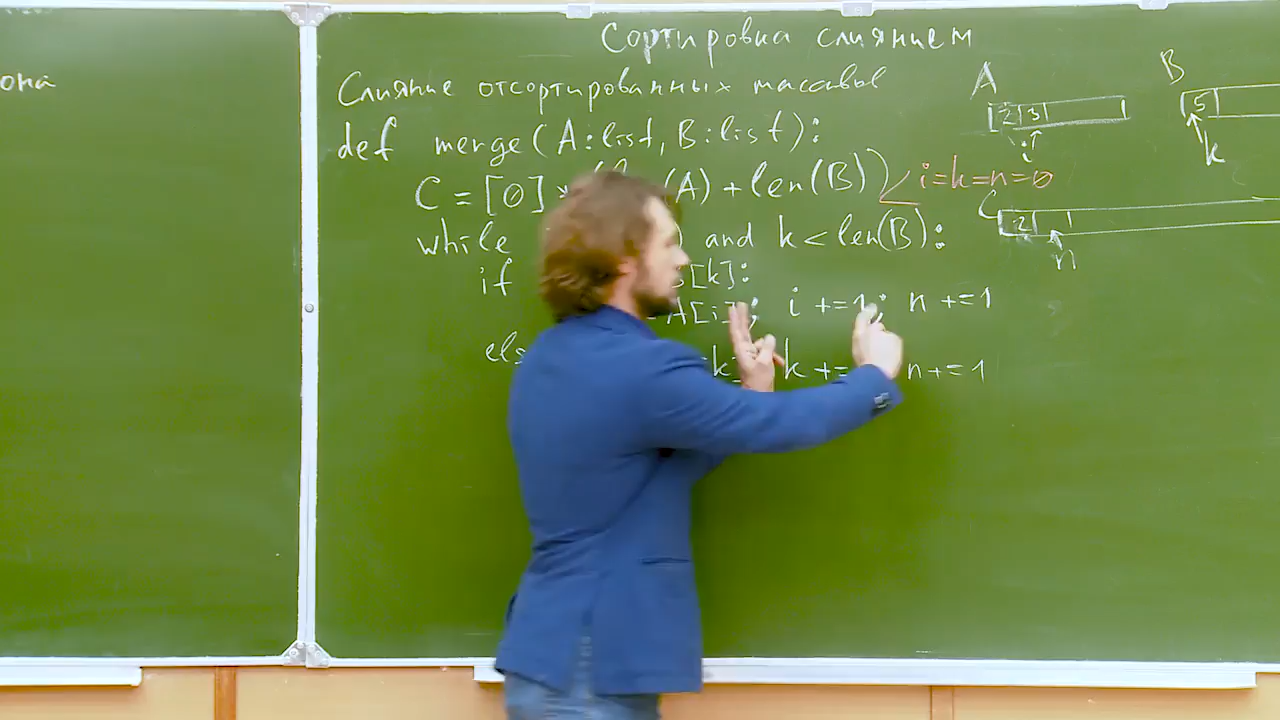 она
Сортировка слиянием
Слияние отсортированных массивов
def merge(A:list, B:list):
C = [0] * (A) + len(B))
i=k=n=0
while and k < len(B):
if [k]:
A[i]; i += 1; n += 1
k += n += 1
A
2 3
i
B
5
k
C
2
n